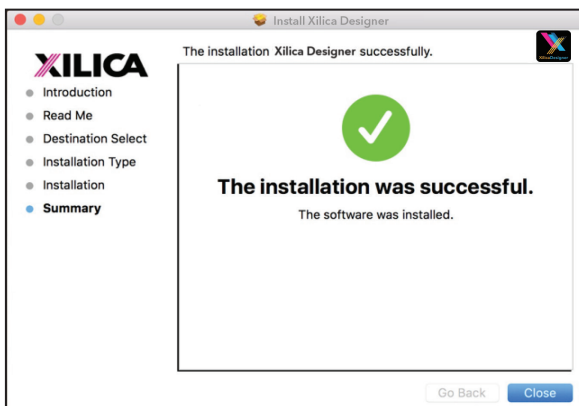 Install Xilica Designer
XILICA
The installation Xilica Designer successfully.
XilicaDesigner
Introduction
Read Me
Destination Select
Installation Type
Installation
Summary
The installation was successful.
The software was installed.
Go Back
Close